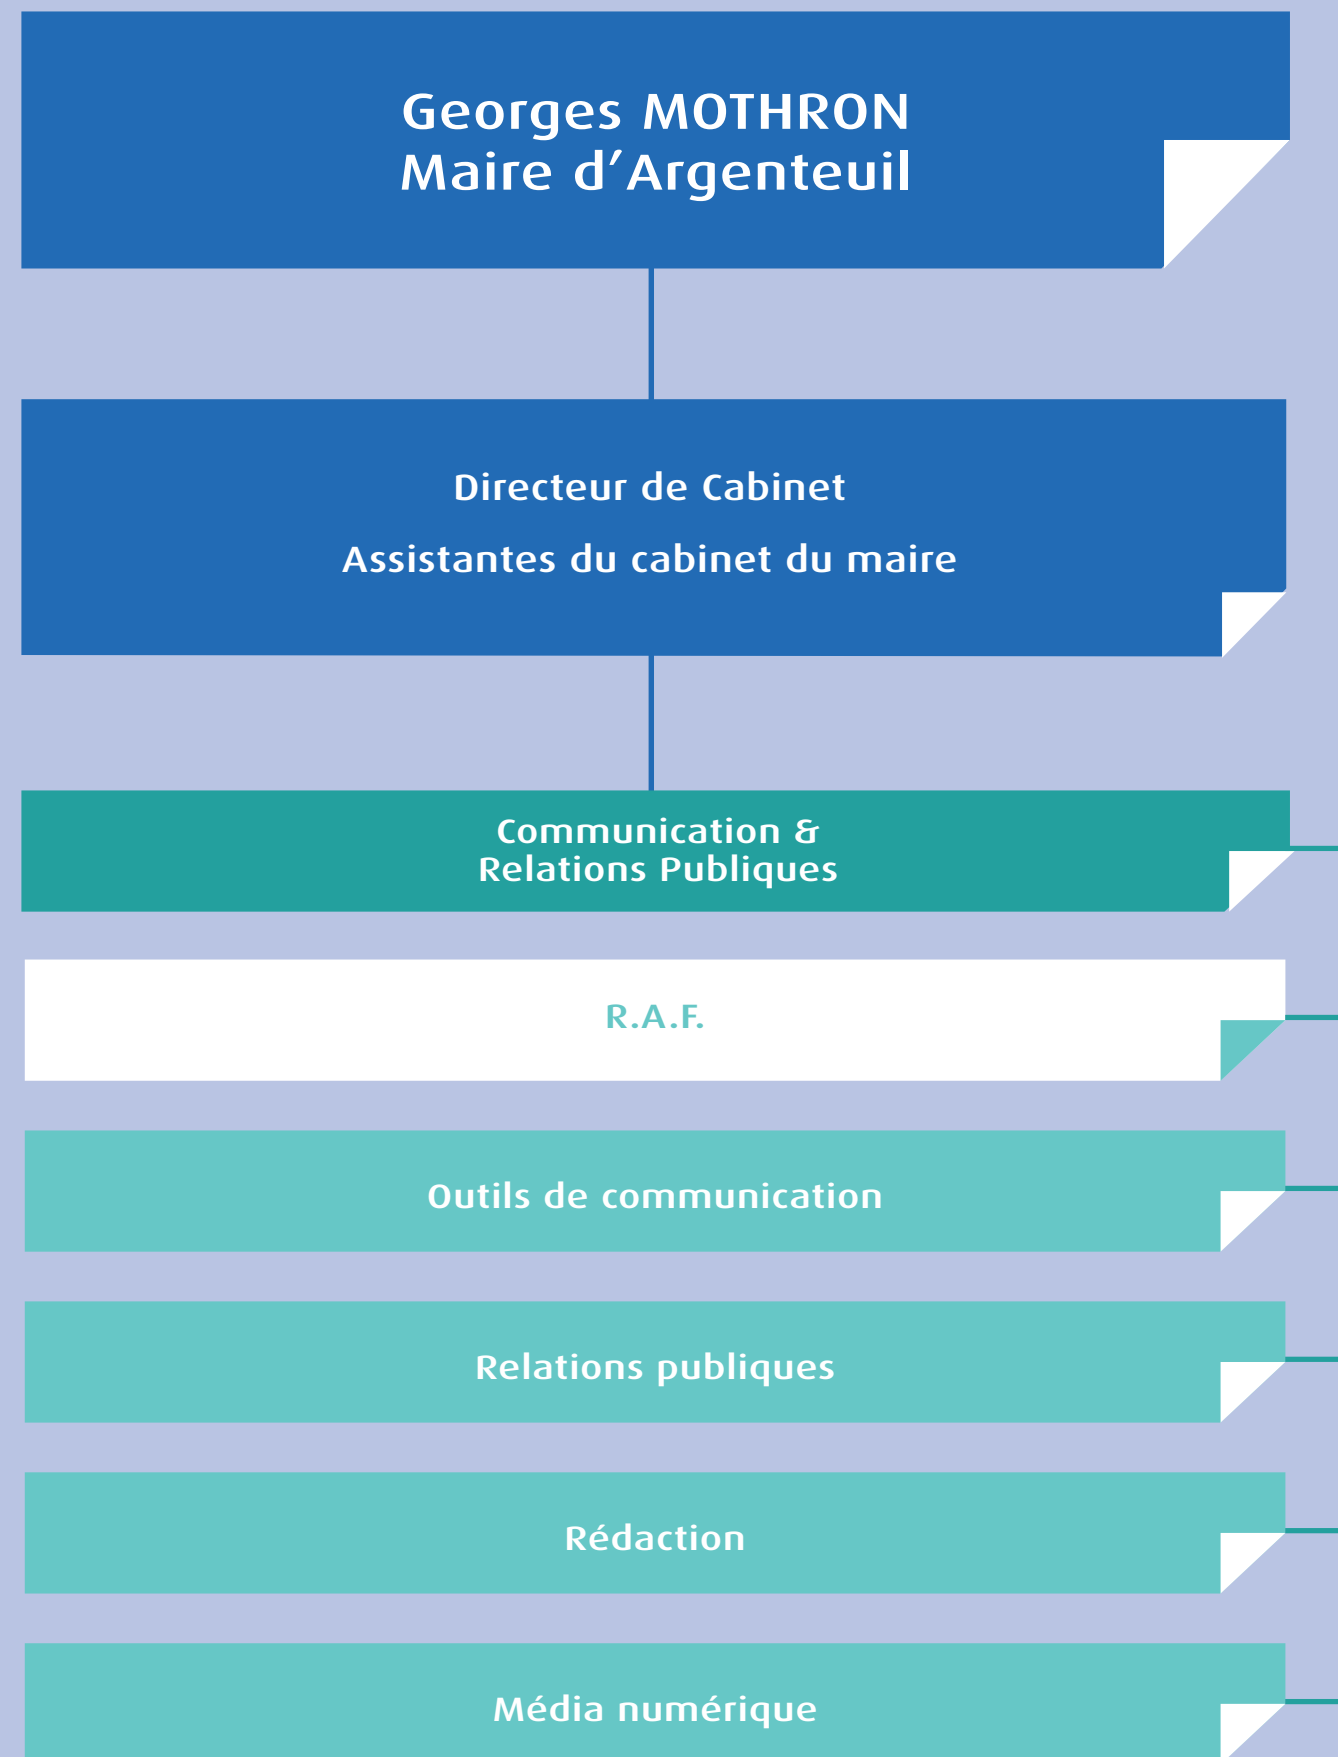 Georges MOTHRON
Maire d’Argenteuil
Directeur de Cabinet
Assistantes du cabinet du maire
Communication &
Relations Publiques
R.A.F.
Outils de communication
Relations publiques
Rédaction
Média numérique